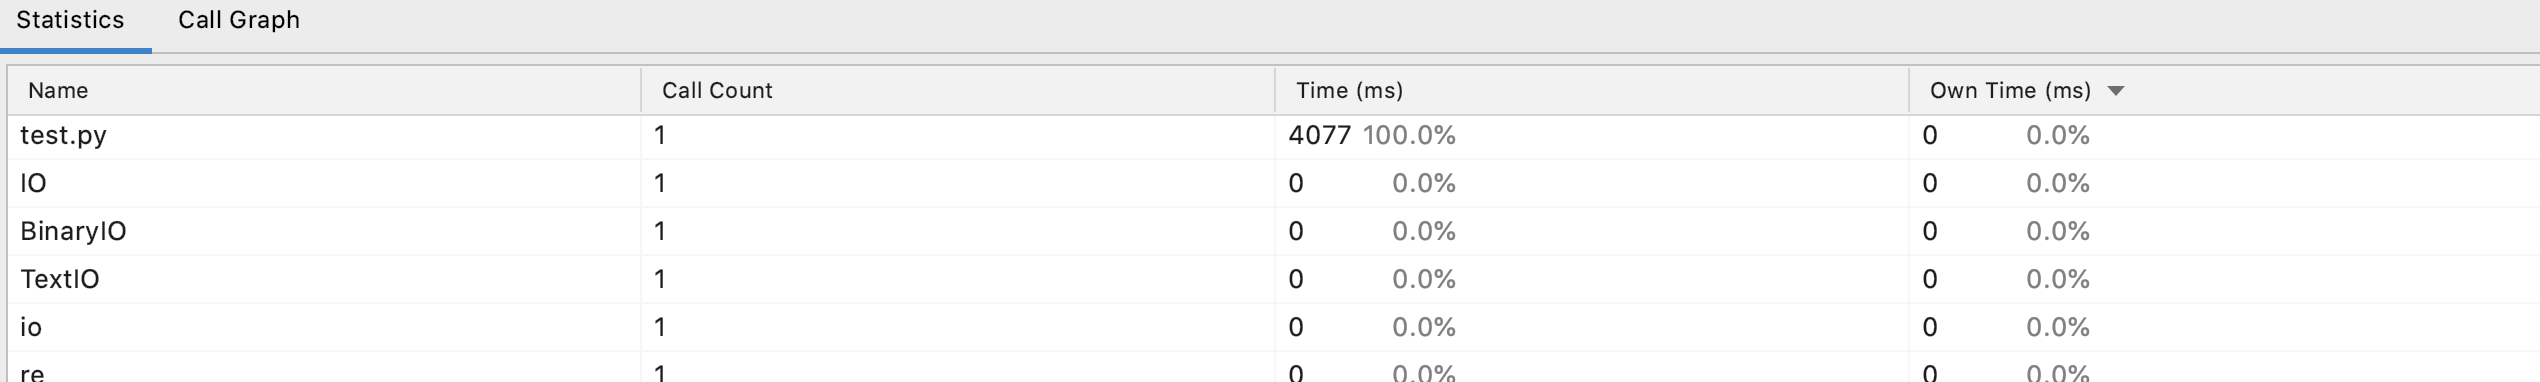 Statistics Call Graph
Name Call Count Time (ms) Own Time (ms)
test.py 1 4077 100.0% 0 0.0%
IO 1 0 0.0% 0 0.0%
BinaryIO 1 0 0.0% 0 0.0%
TextIO 1 0 0.0% 0 0.0%
io 1 0 0.0% 0 0.0%
re 1 0 0.0% 0 0.0%